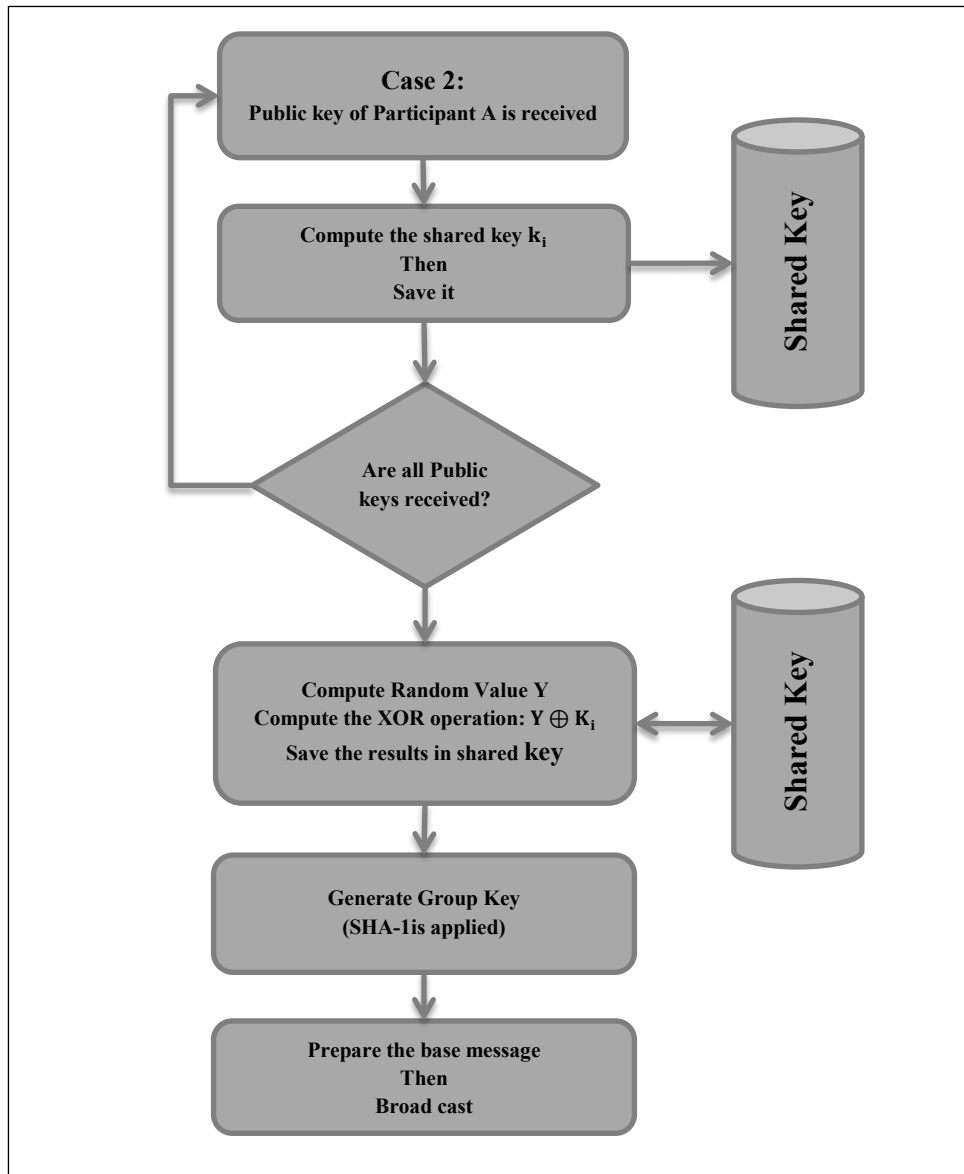 Case 2:
Public key of Participant A is received
Compute the shared key kᵢ
Then
Save it
Shared Key
Are all Public
keys received?
Compute Random Value Y
Compute the XOR operation: Y ⊕ Kᵢ
Save the results in shared key
Shared Key
Generate Group Key
(SHA-1is applied)
Prepare the base message
Then
Broad cast